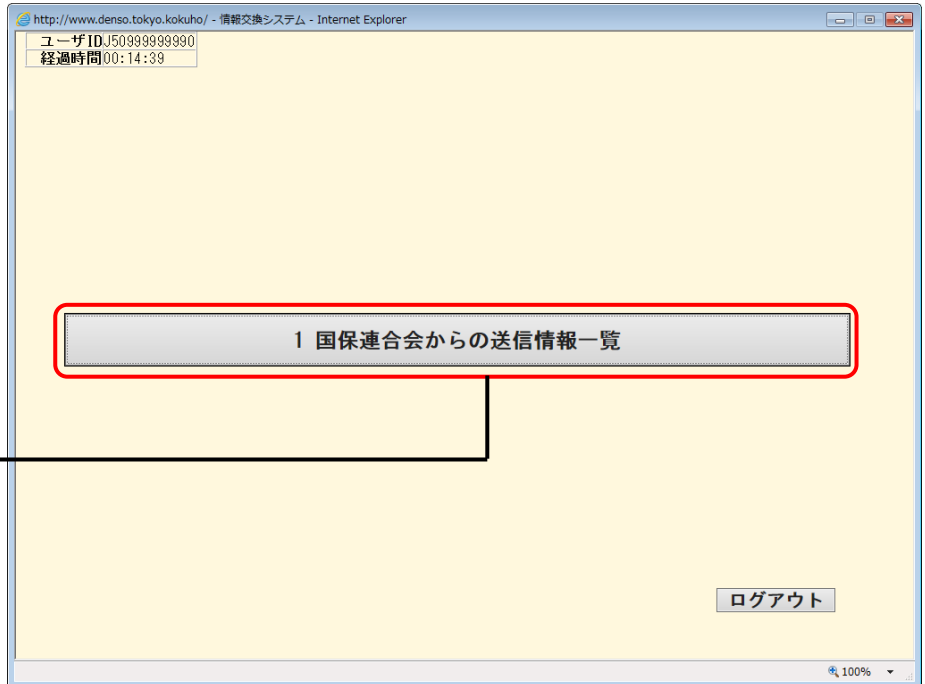 http://www.denso.tokyo.kokuho/ - 情報交換システム - Internet Explorer
ユーザID J50999999990
経過時間 00:14:39
1 国保連合会からの送信情報一覧
ログアウト
100%